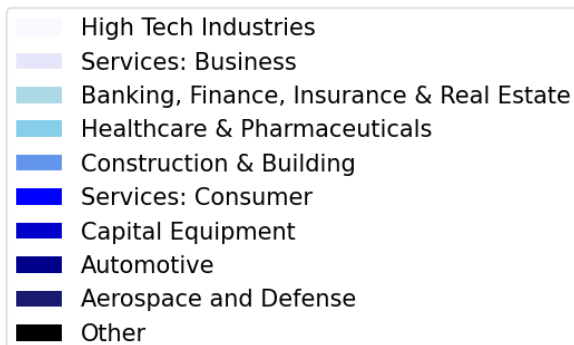 High Tech Industries
Services: Business
Banking, Finance, Insurance & Real Estate
Healthcare & Pharmaceuticals
Construction & Building
Services: Consumer
Capital Equipment
Automotive
Aerospace and Defense
Other